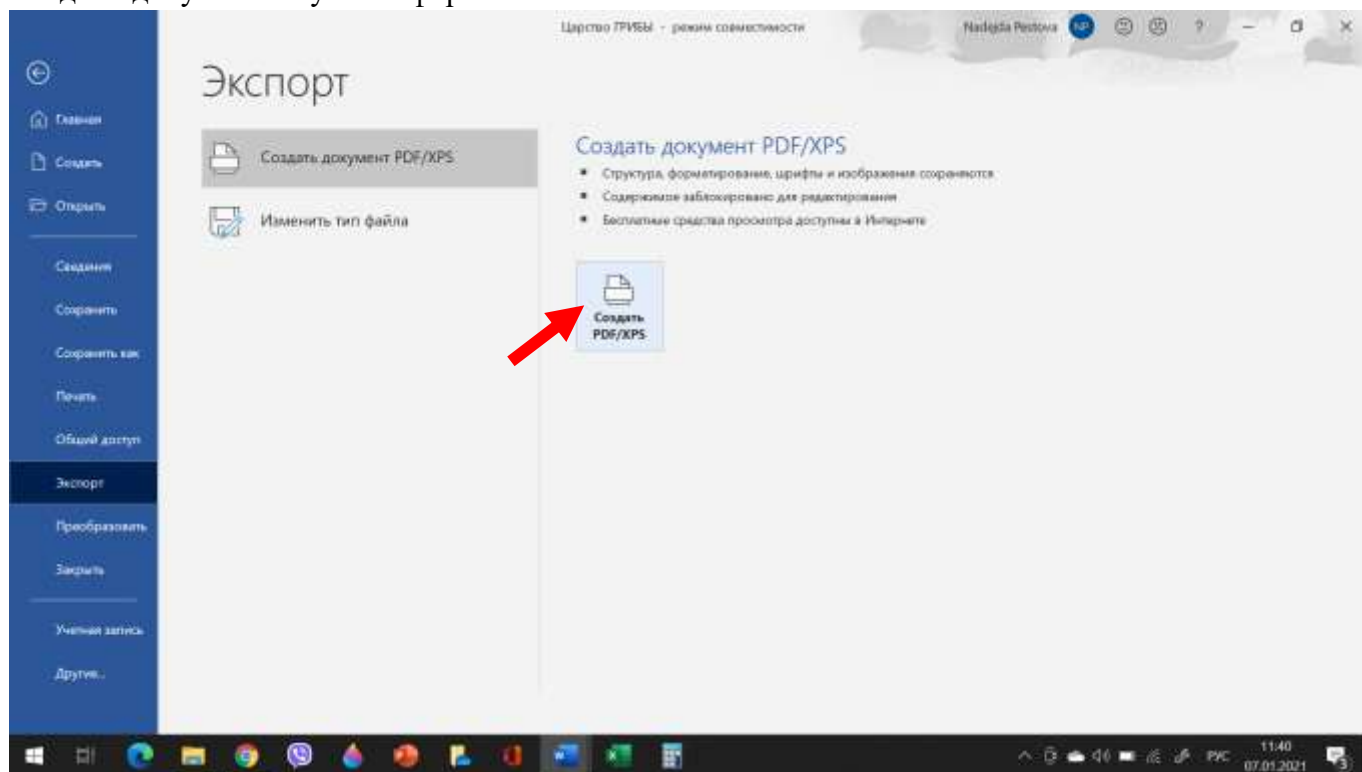 Царство ГРИБЫ - режим совместимости
Nadejda Pestova NP ?
Экспорт
Главная
Создать
Открыть
Сведения
Сохранить
Сохранить как
Печать
Общий доступ
Экспорт
Преобразовать
Закрыть
Учетная запись
Другие...
Создать документ PDF/XPS
Изменить тип файла
Создать документ PDF/XPS
Структура, форматирование, шрифты и изображения сохраняются
Содержимое заблокировано для редактирования
Бесплатные средства просмотра доступны в Интернете
Создать
PDF/XPS
РУС
11:40
07.01.2021
3